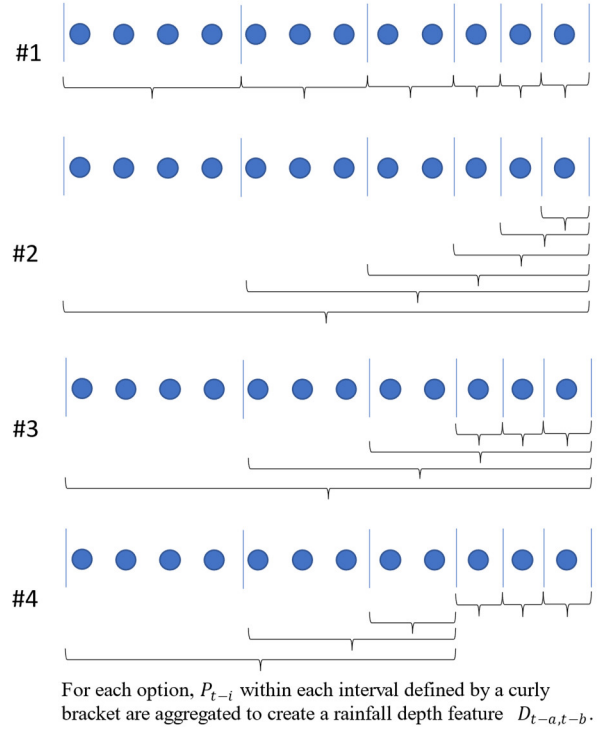 #1
#2
#3
#4
For each option, P_{t-i} within each interval defined by a curly
bracket are aggregated to create a rainfall depth feature D_{t-a,t-b}.